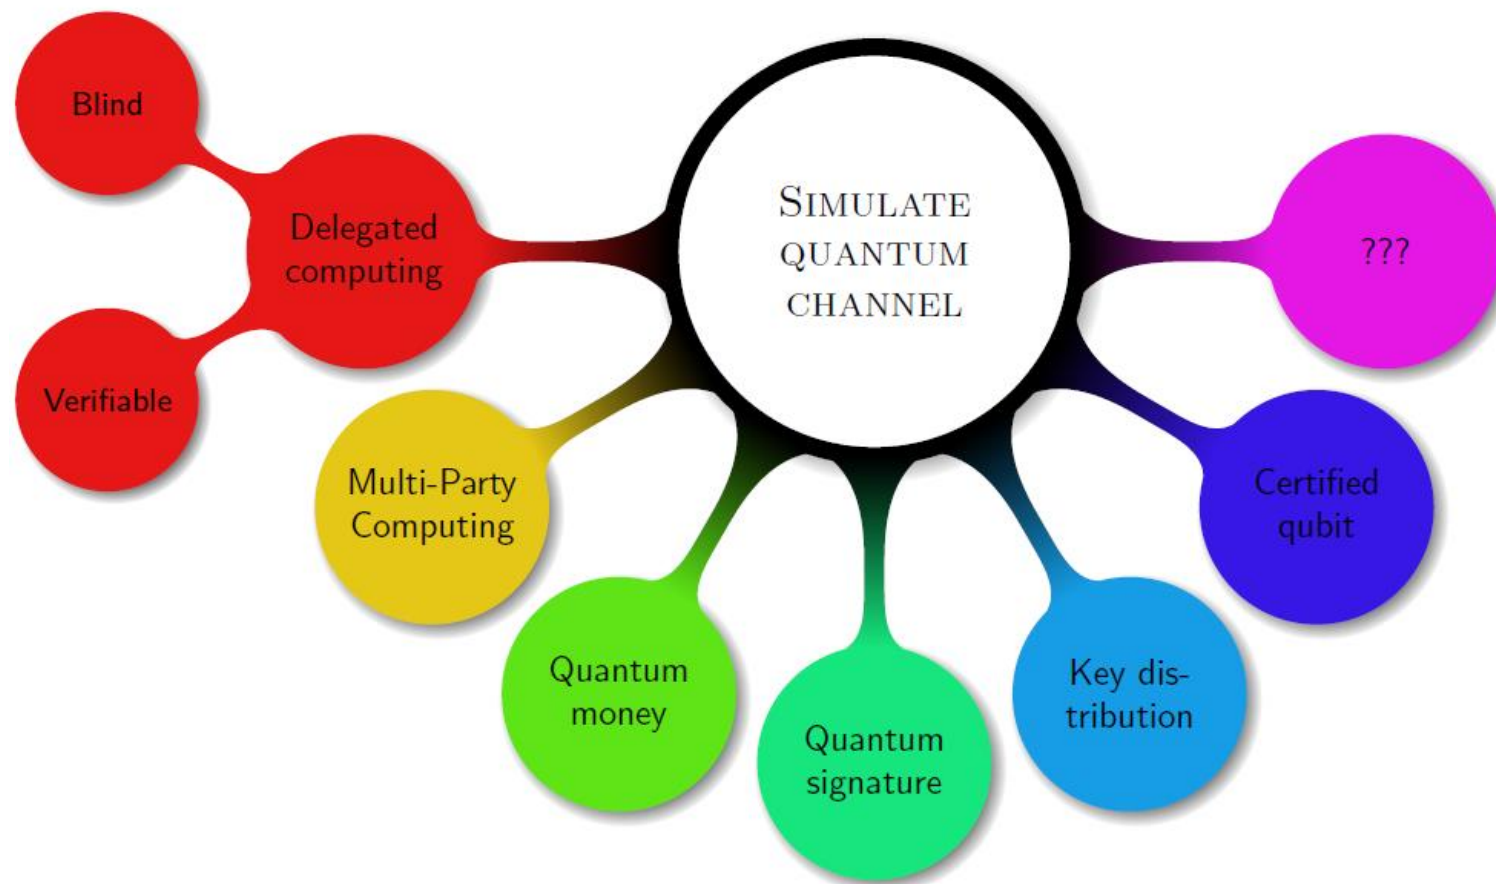 Blind
Delegated
computing
Verifiable
SIMULATE
QUANTUM
CHANNEL
???
Multi-Party
Computing
Certified
qubit
Quantum
money
Quantum
signature
Key dis-
tribution